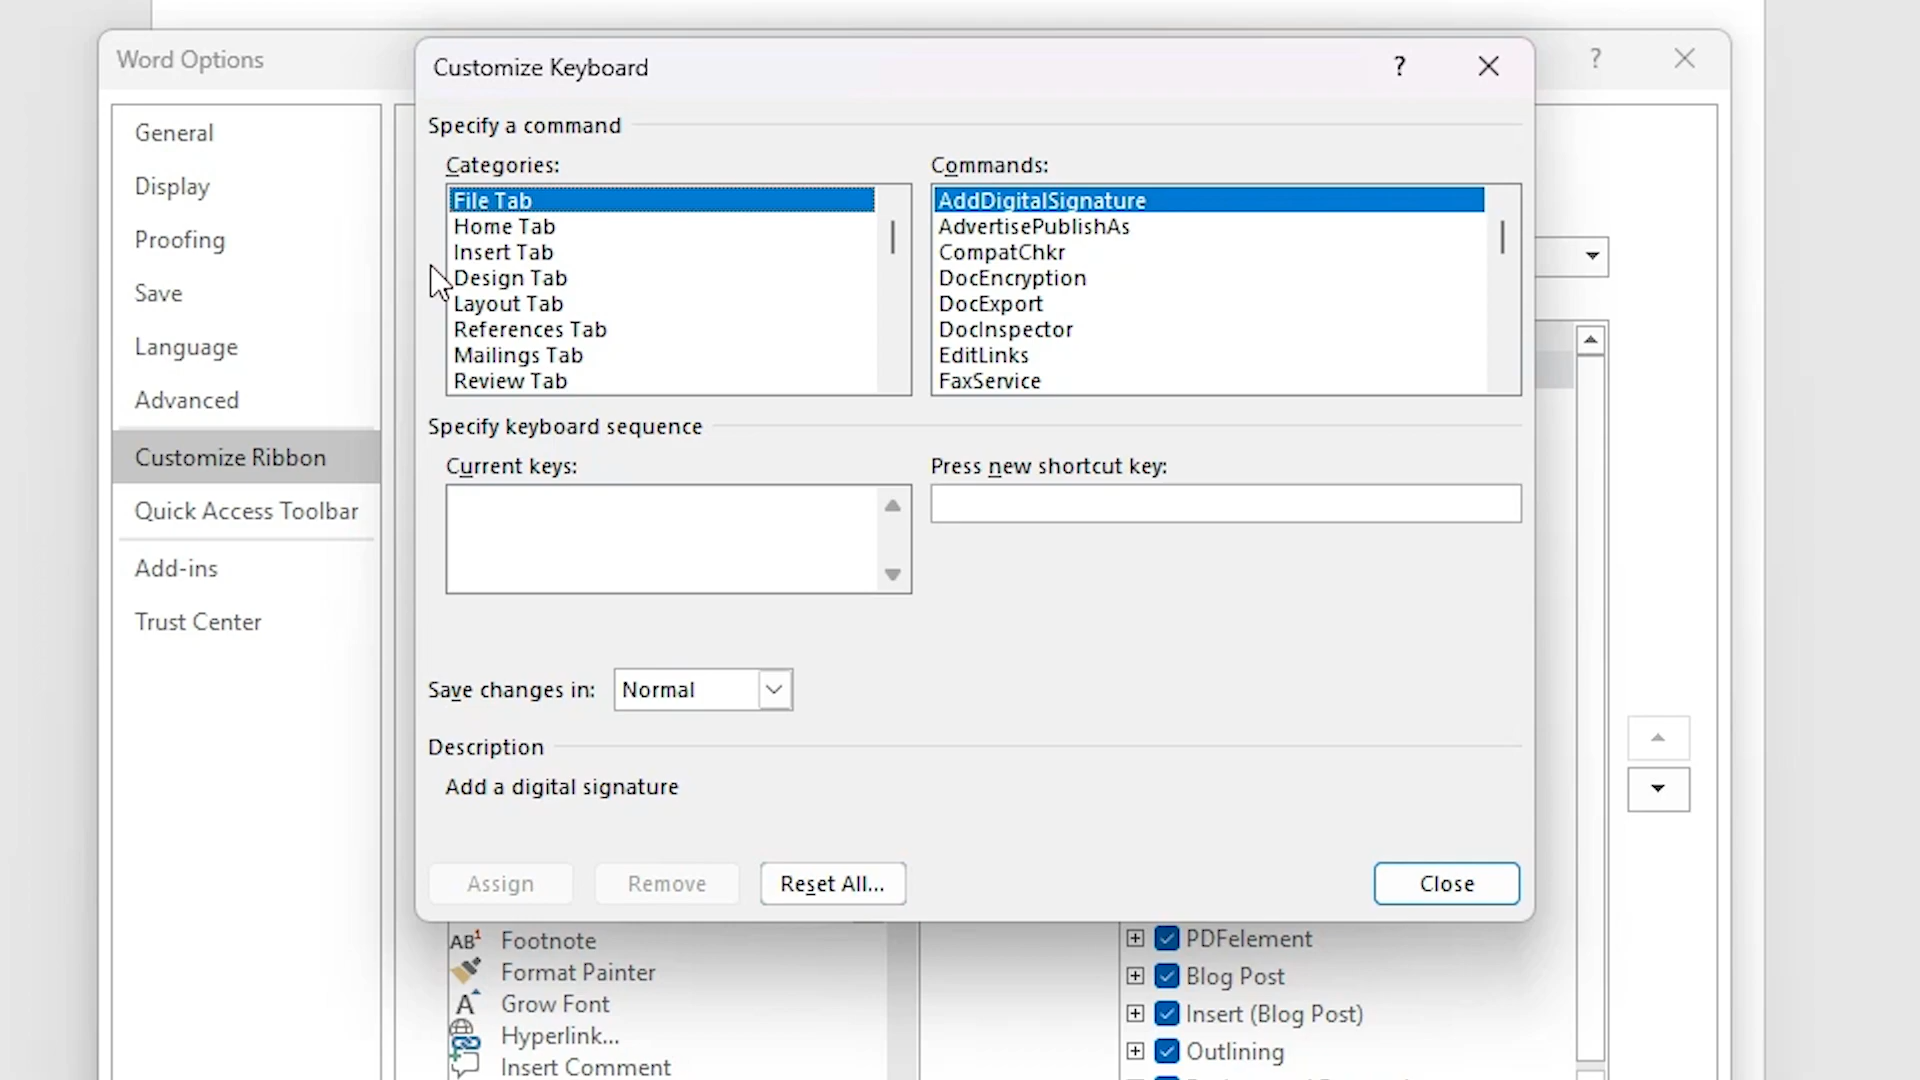 Word Options
Customize Keyboard
?
?
General
Display
Proofing
Save
Language
Advanced
Customize Ribbon
Quick Access Toolbar
Add-ins
Trust Center
Specify a command
Categories:
File Tab
Home Tab
Insert Tab
Design Tab
Layout Tab
References Tab
Mailings Tab
Review Tab
Commands:
AddDigitalSignature
AdvertisePublishAs
CompatChkr
DocEncryption
DocExport
DocInspector
EditLinks
FaxService
Specify keyboard sequence
Current keys:
Press new shortcut key:
Save changes in:
Normal
Description
Add a digital signature
Assign
Remove
Reset All...
Close
AB1 Footnote
Format Painter
A Grow Font
Hyperlink...
Insert Comment
PDFelement
Blog Post
Insert (Blog Post)
Outlining